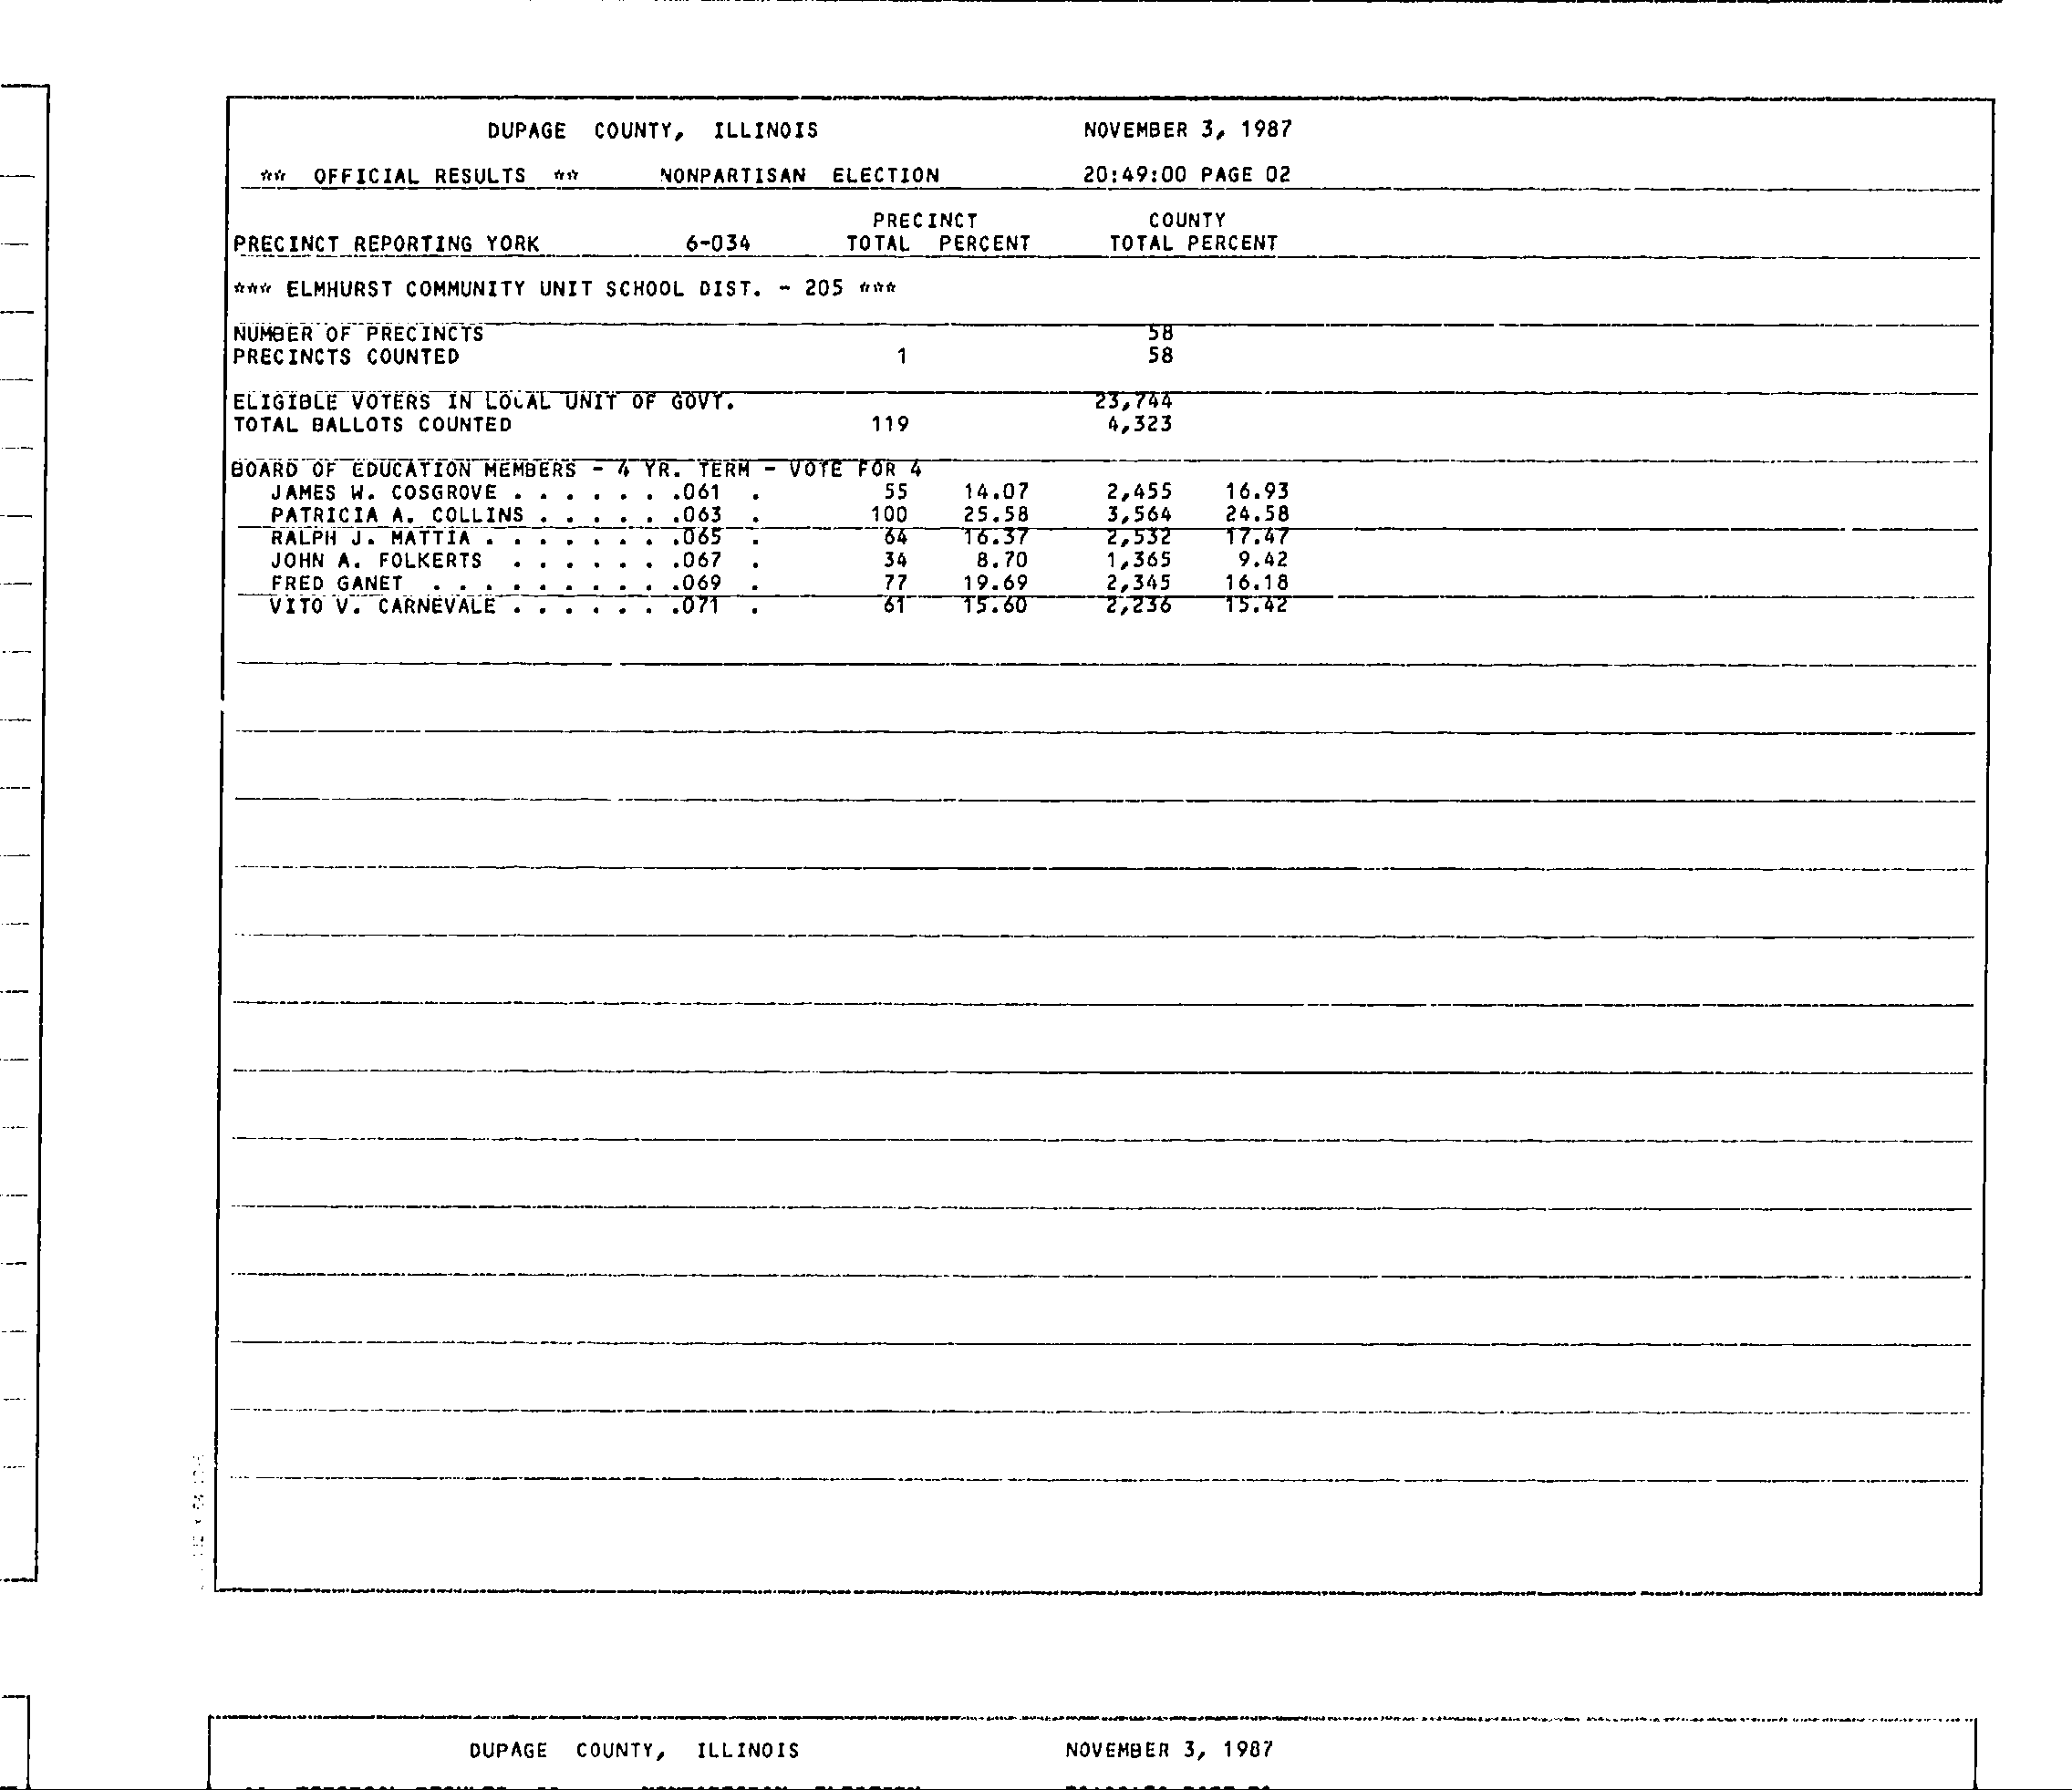 DUPAGE COUNTY, ILLINOIS NOVEMBER 3, 1987
** OFFICIAL RESULTS ** NONPARTISAN ELECTION 20:49:00 PAGE 02
PRECINCT COUNTY
PRECINCT REPORTING YORK 6-034 TOTAL PERCENT TOTAL PERCENT
*** ELMHURST COMMUNITY UNIT SCHOOL DIST. - 205 ***
NUMBER OF PRECINCTS 58
PRECINCTS COUNTED 1 58
ELIGIBLE VOTERS IN LOCAL UNIT OF GOVT. 23,744
TOTAL BALLOTS COUNTED 119 4,323
BOARD OF EDUCATION MEMBERS - 4 YR. TERM - VOTE FOR 4
JAMES W. COSGROVE . . . . . . .061 . 55 14.07 2,455 16.93
PATRICIA A. COLLINS . . . . . .063 . 100 25.58 3,564 24.58
RALPH J. MATTIA . . . . . . . .065 . 64 16.37 2,532 17.47
JOHN A. FOLKERTS . . . . . . .067 . 34 8.70 1,365 9.42
FRED GANET . . . . . . . . . .069 . 77 19.69 2,345 16.18
VITO V. CARNEVALE . . . . . . .071 . 61 15.60 2,236 15.42
DUPAGE COUNTY, ILLINOIS NOVEMBER 3, 1987